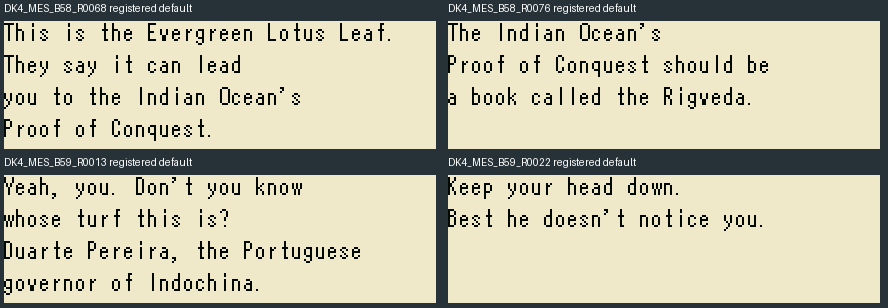 DK4_MES_B58_R0068 registered default
This is the Evergreen Lotus Leaf.
They say it can lead
you to the Indian Ocean's
Proof of Conquest.
DK4_MES_B58_R0076 registered default
The Indian Ocean's
Proof of Conquest should be
a book called the Rigveda.
DK4_MES_B59_R0013 registered default
Yeah, you. Don't you know
whose turf this is?
Duarte Pereira, the Portuguese
governor of Indochina.
DK4_MES_B59_R0022 registered default
Keep your head down.
Best he doesn't notice you.